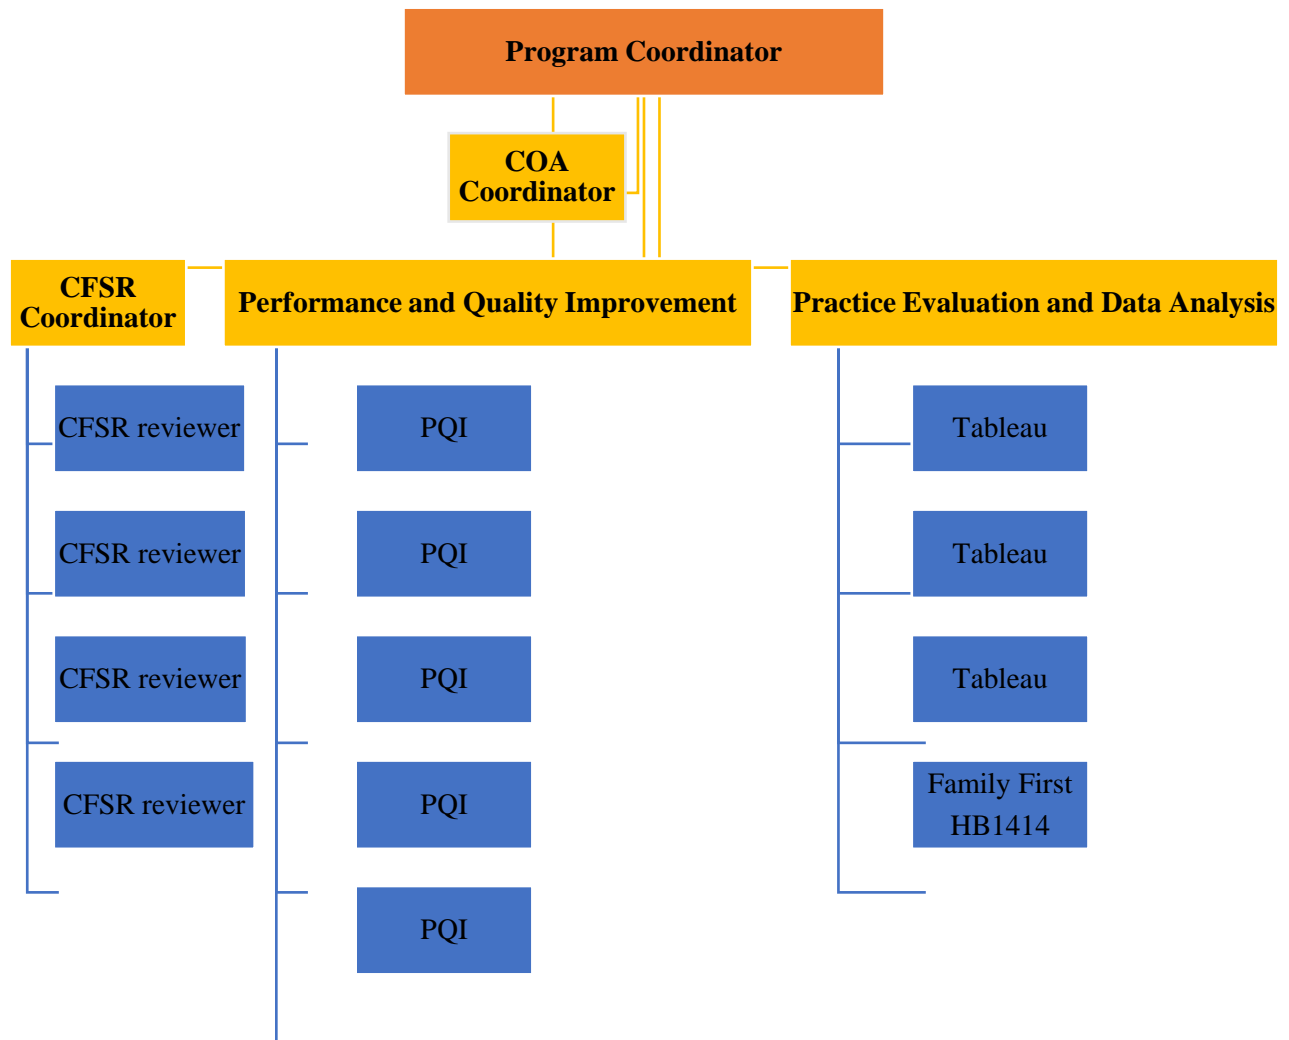 Program Coordinator
COA
Coordinator
CFSR
Coordinator
Performance and Quality Improvement
Practice Evaluation and Data Analysis
CFSR reviewer
PQI
Tableau
CFSR reviewer
PQI
Tableau
CFSR reviewer
PQI
Tableau
CFSR reviewer
PQI
Family First
HB1414
PQI